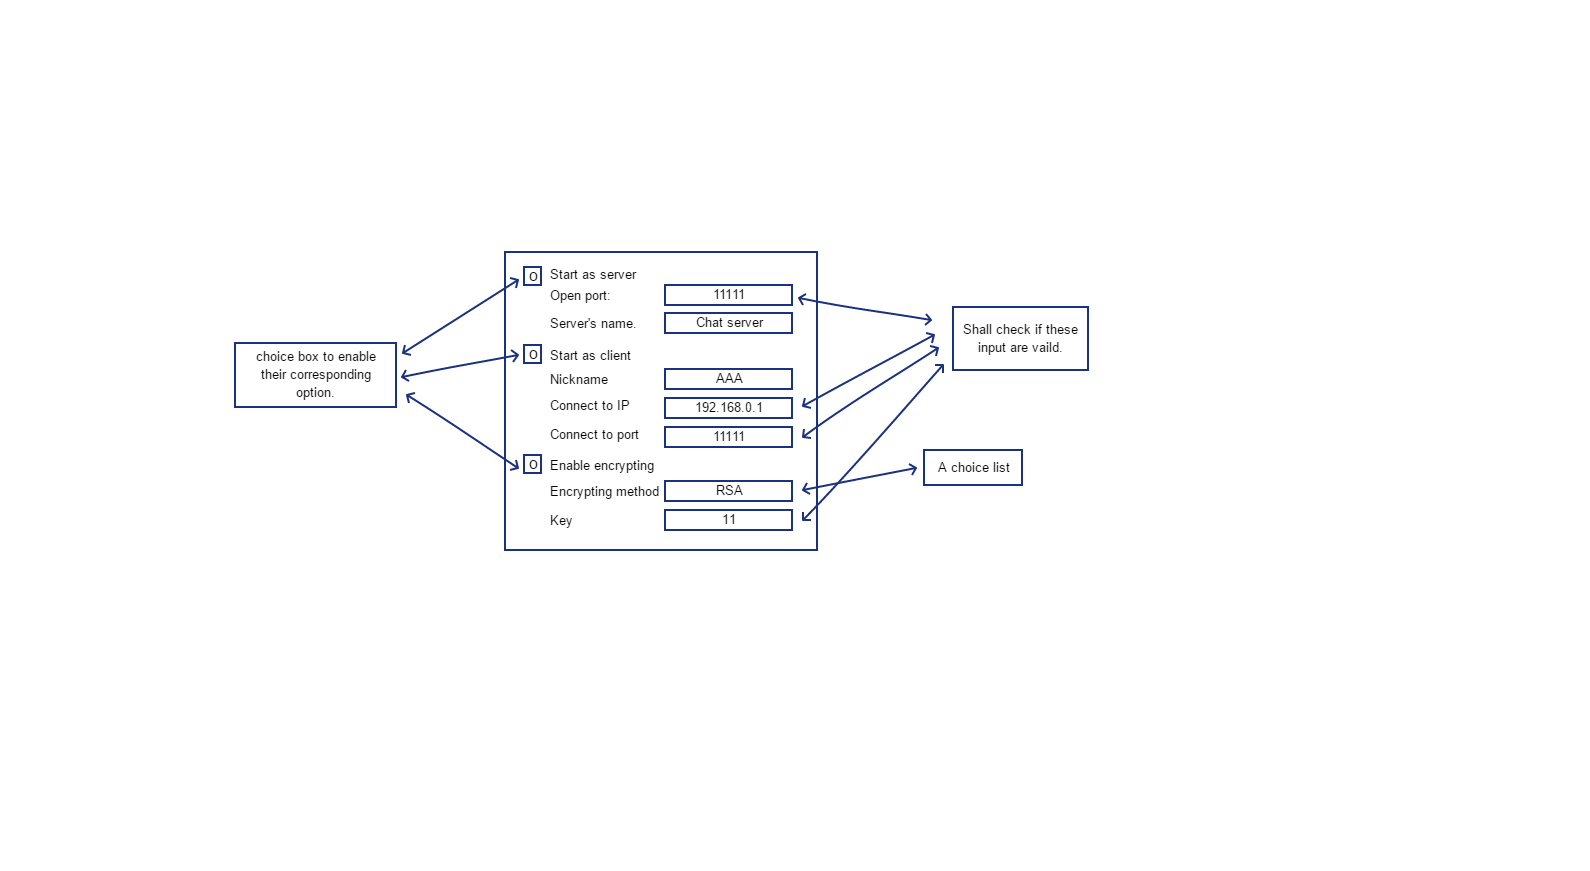 choice box to enable
their corresponding
option.
O Start as server
Open port: 11111
Server's name. Chat server
O Start as client
Nickname AAA
Connect to IP 192.168.0.1
Connect to port 11111
O Enable encrypting
Encrypting method RSA
Key 11
Shall check if these
input are vaild.
A choice list